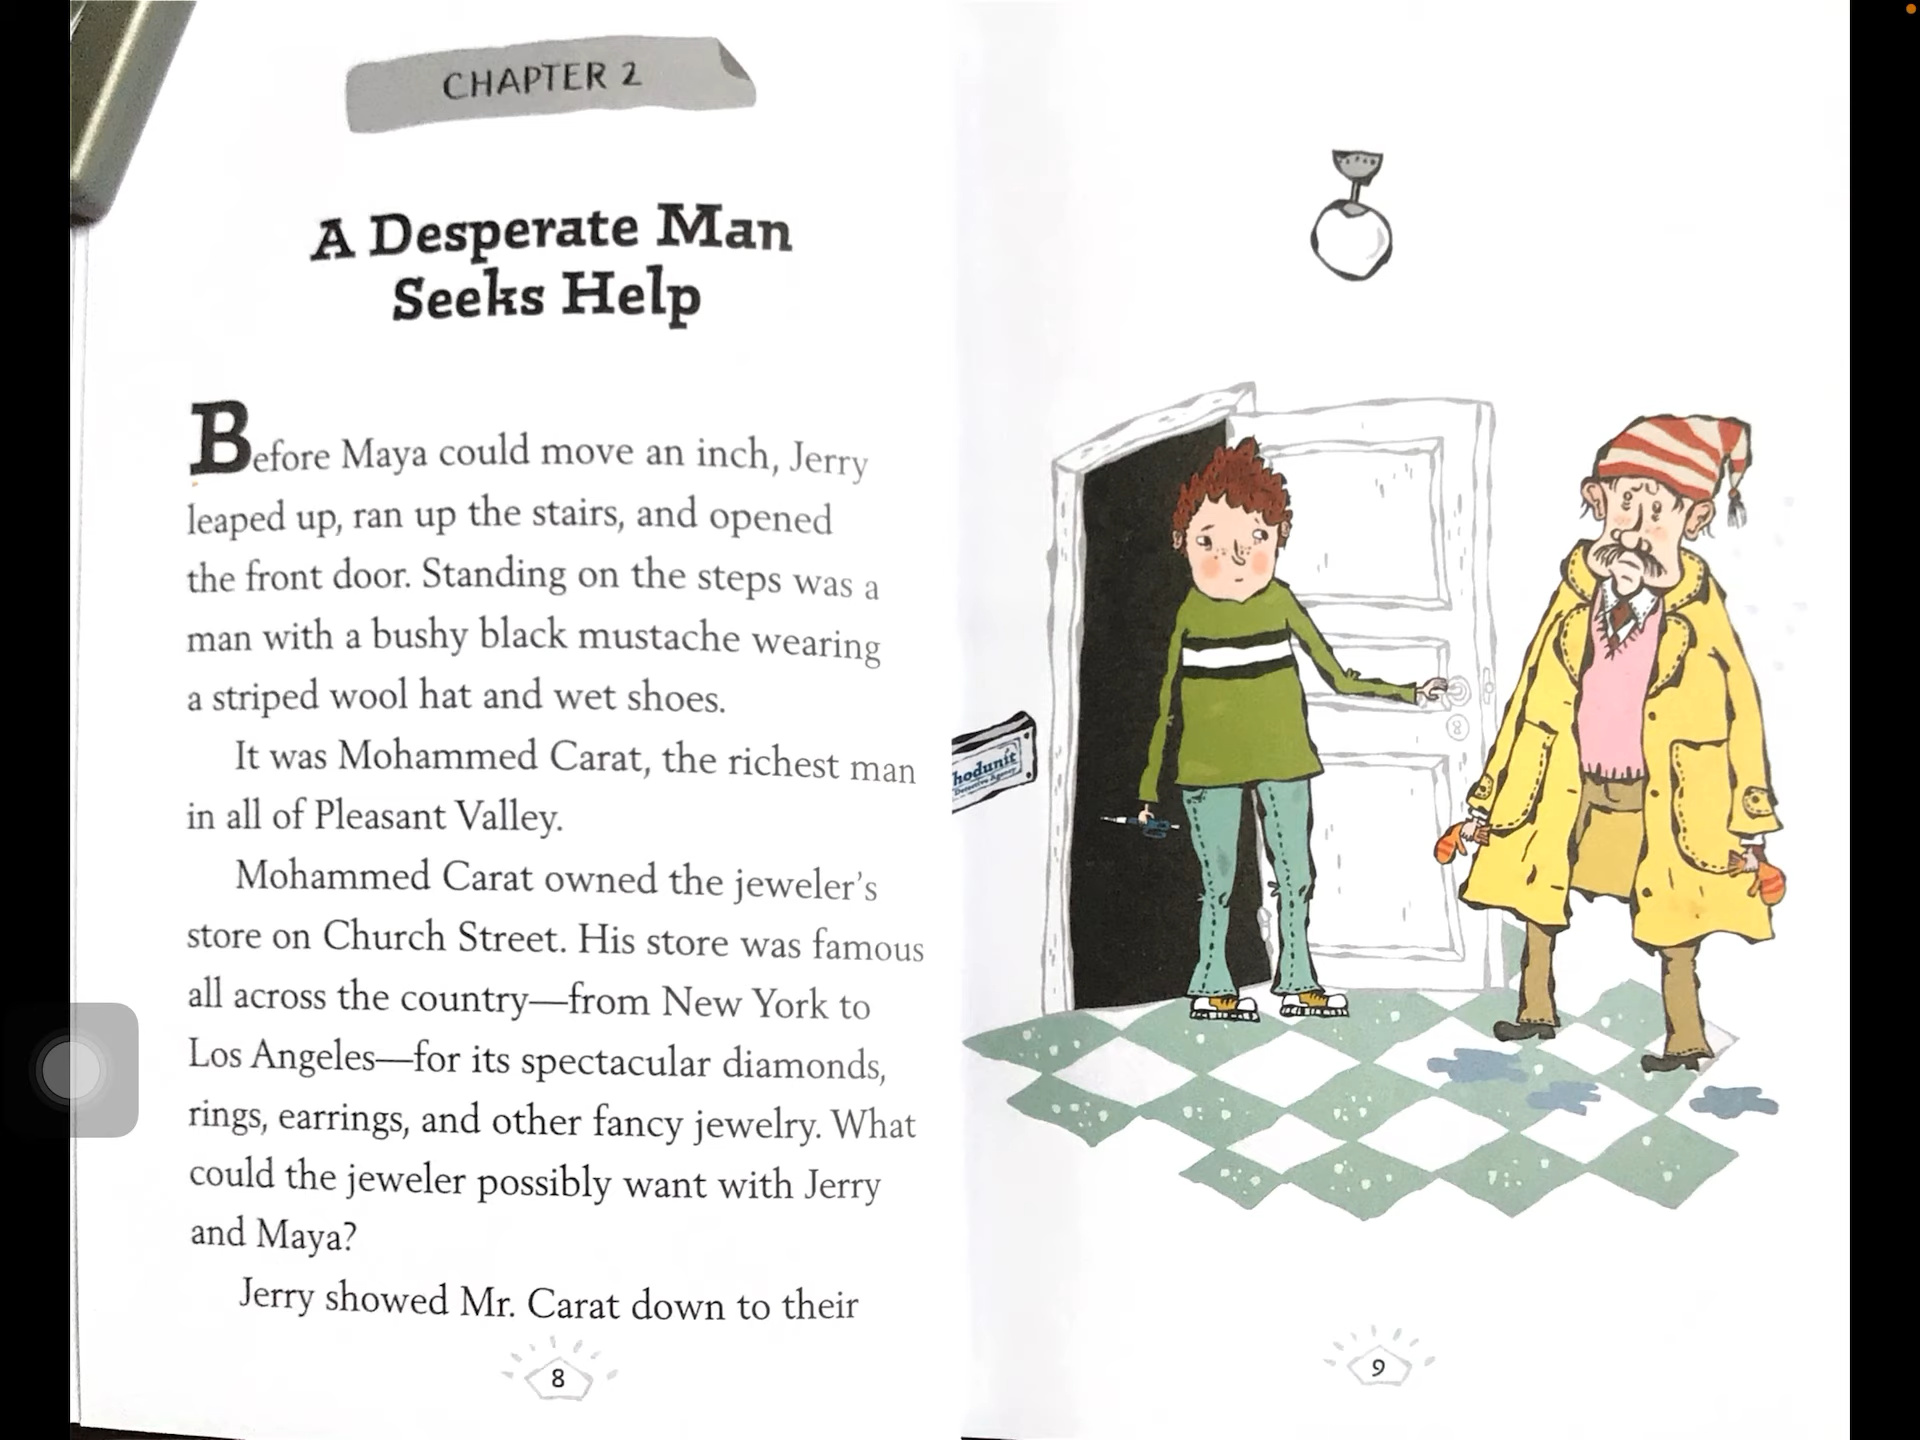 CHAPTER 2
A Desperate Man
Seeks Help
Before Maya could move an inch, Jerry
leaped up, ran up the stairs, and opened
the front door. Standing on the steps was a
man with a bushy black mustache wearing
a striped wool hat and wet shoes.
It was Mohammed Carat, the richest man
in all of Pleasant Valley.
Mohammed Carat owned the jeweler's
store on Church Street. His store was famous
all across the country—from New York to
Los Angeles—for its spectacular diamonds,
rings, earrings, and other fancy jewelry. What
could the jeweler possibly want with Jerry
and Maya?
Jerry showed Mr. Carat down to their
8
hodunit
Detective Agency
9